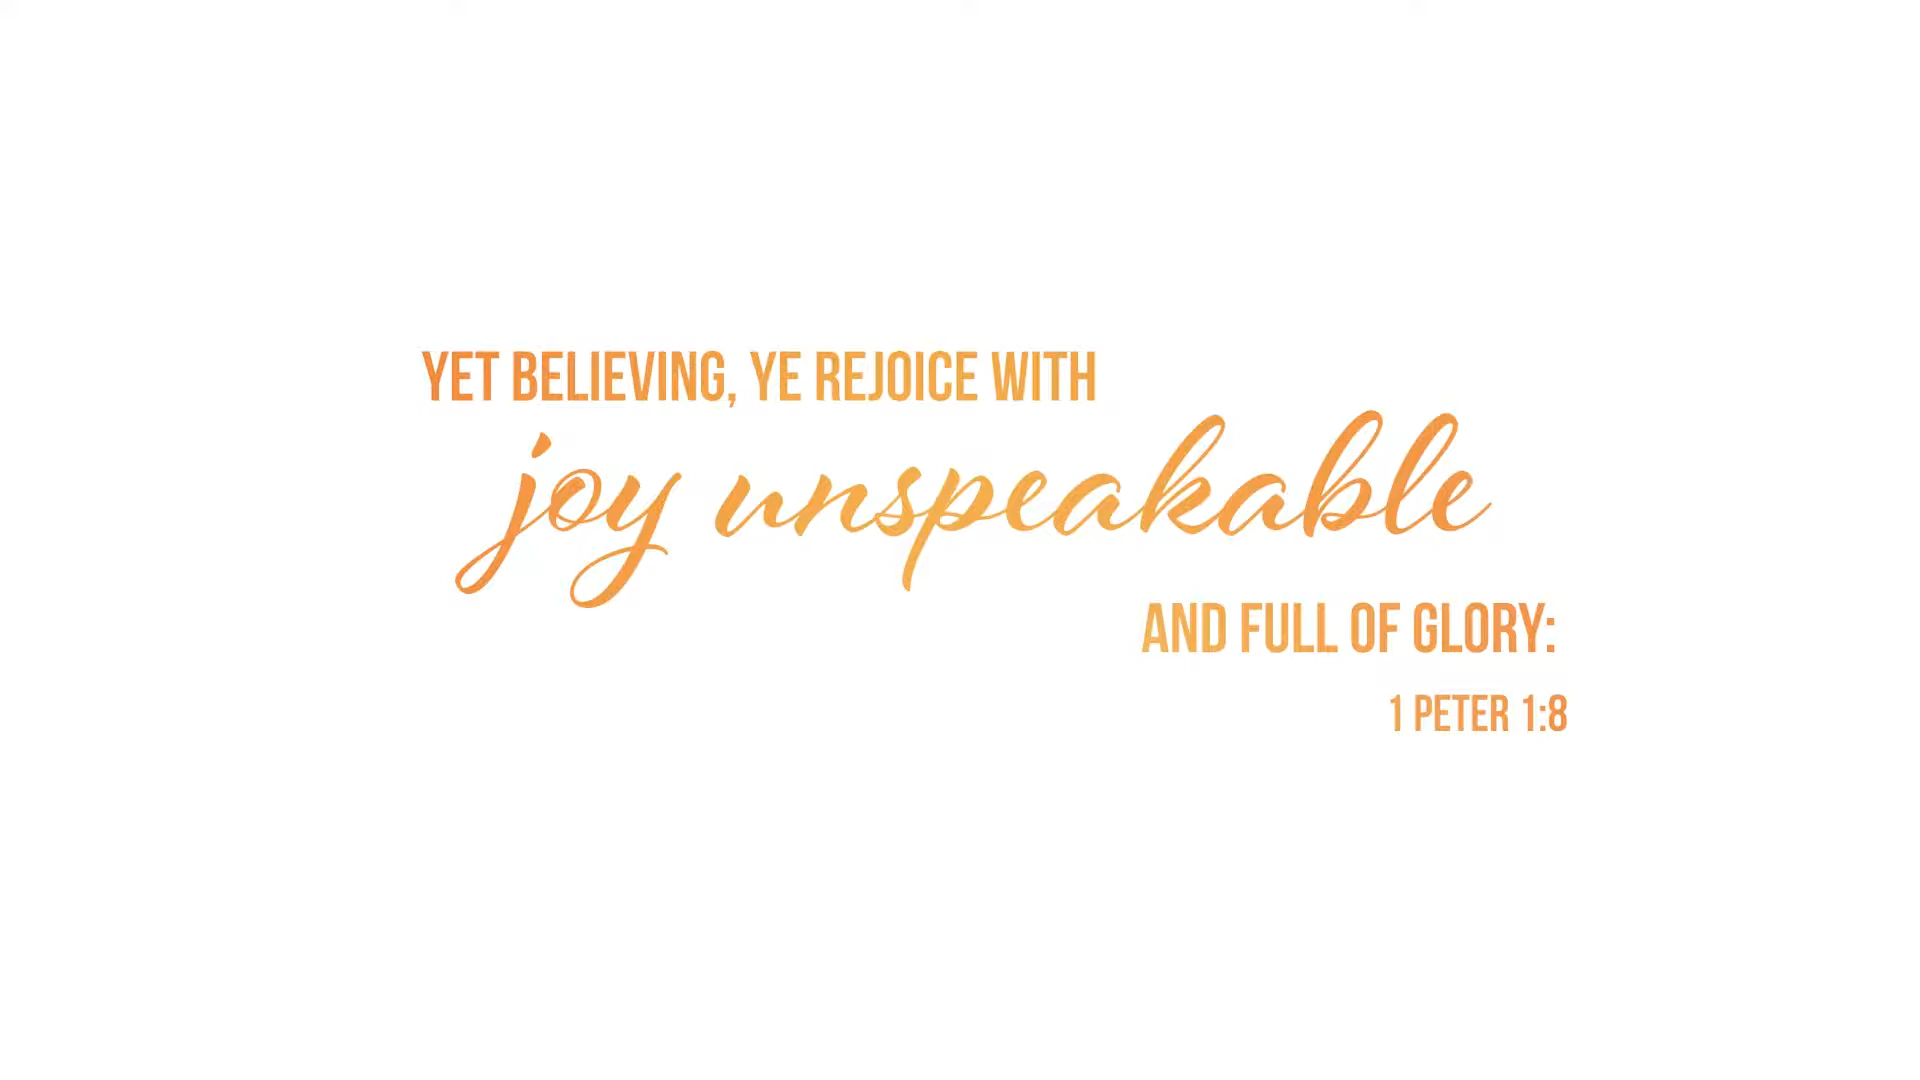 YET BELIEVING, YE REJOICE WITH
joy unspeakable
AND FULL OF GLORY:
1 PETER 1:8